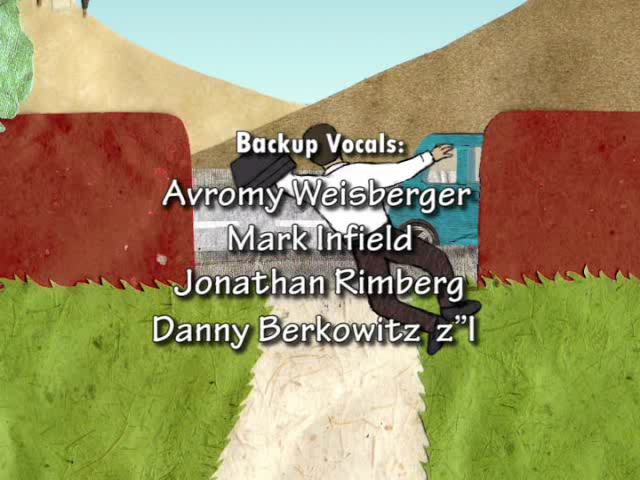 Backup Vocals:
Avromy Weisberger
Mark Infield
Jonathan Rimberg
Danny Berkowitz z"l